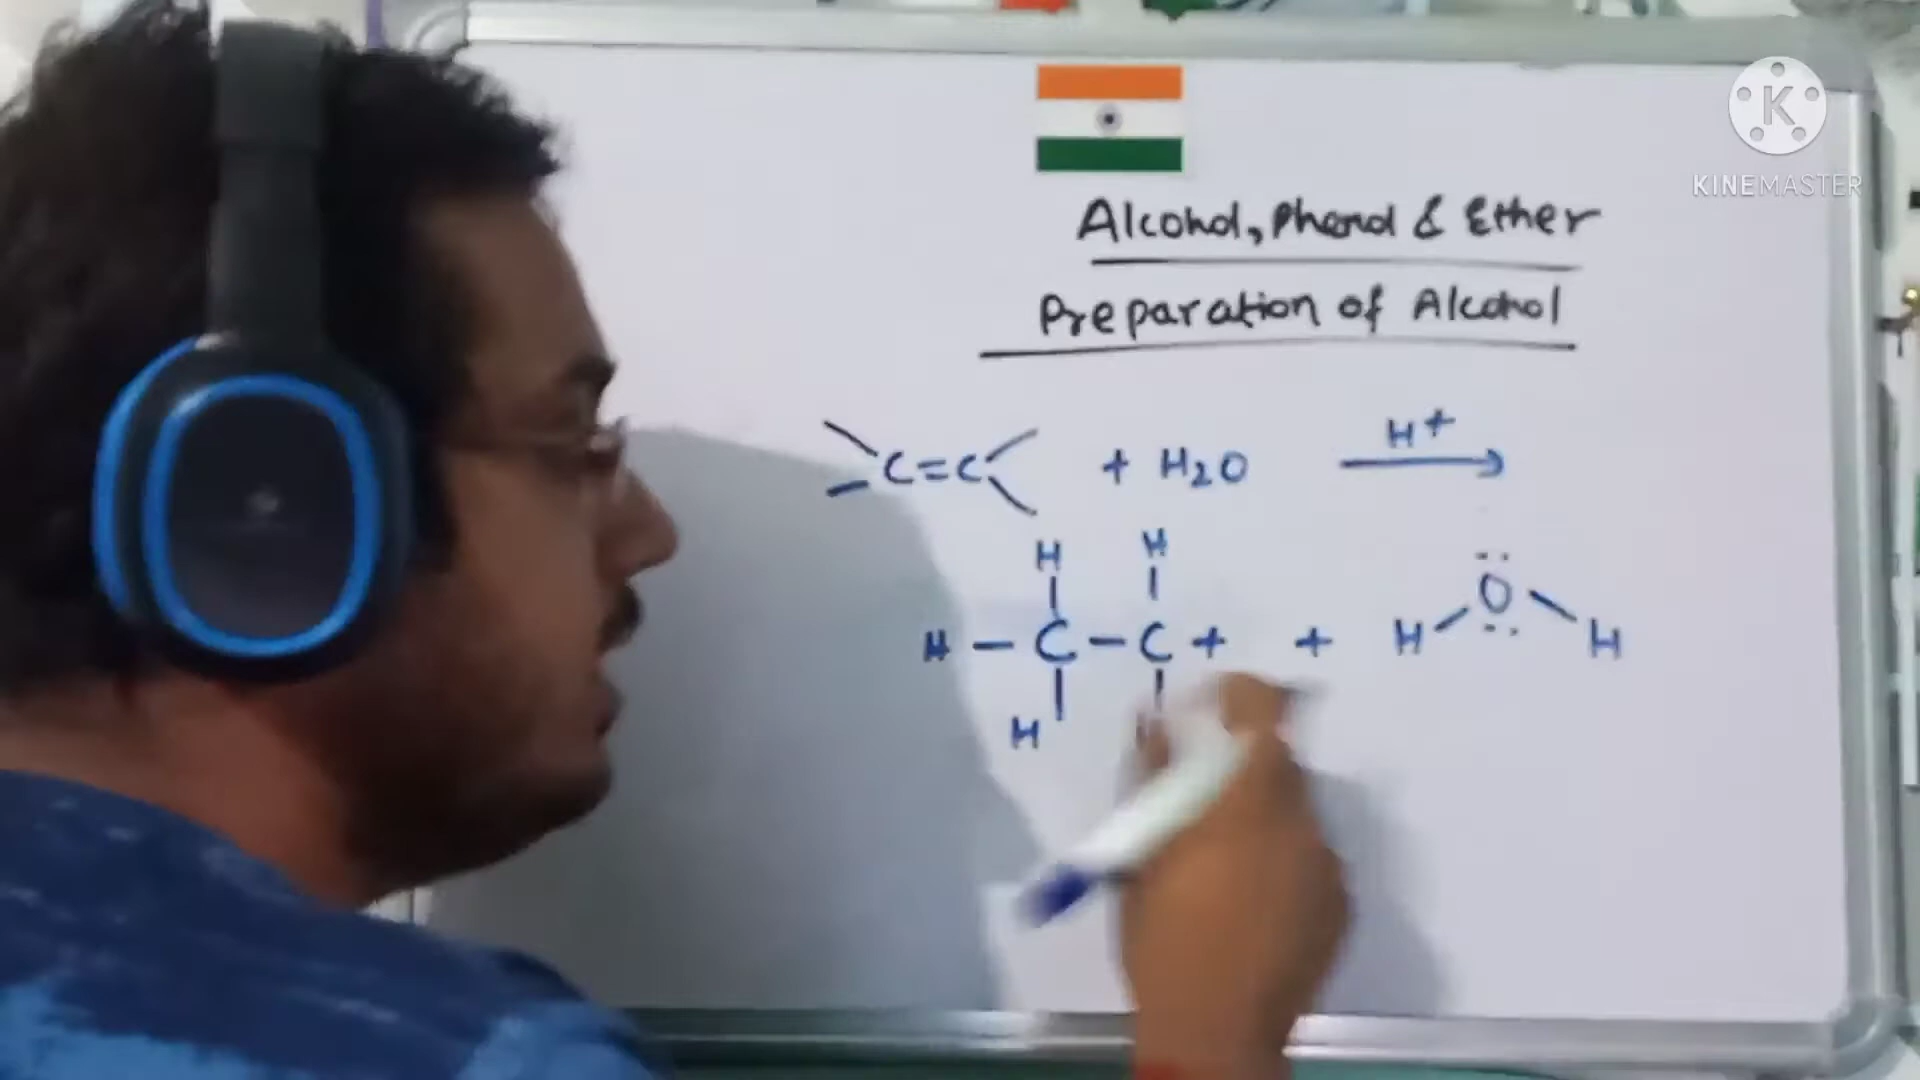 K
KINEMASTER
Alcohol, Phenol & Ether
Preparation of Alcohol
C=C + H2O H+
H H
H-C-C+ + H O H
H H